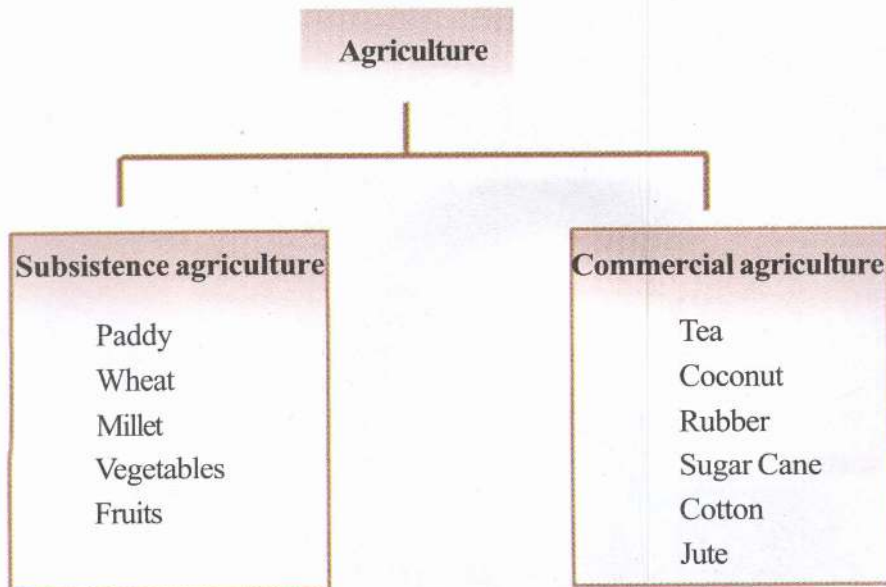 Agriculture
Subsistence agriculture
Paddy
Wheat
Millet
Vegetables
Fruits
Commercial agriculture
Tea
Coconut
Rubber
Sugar Cane
Cotton
Jute